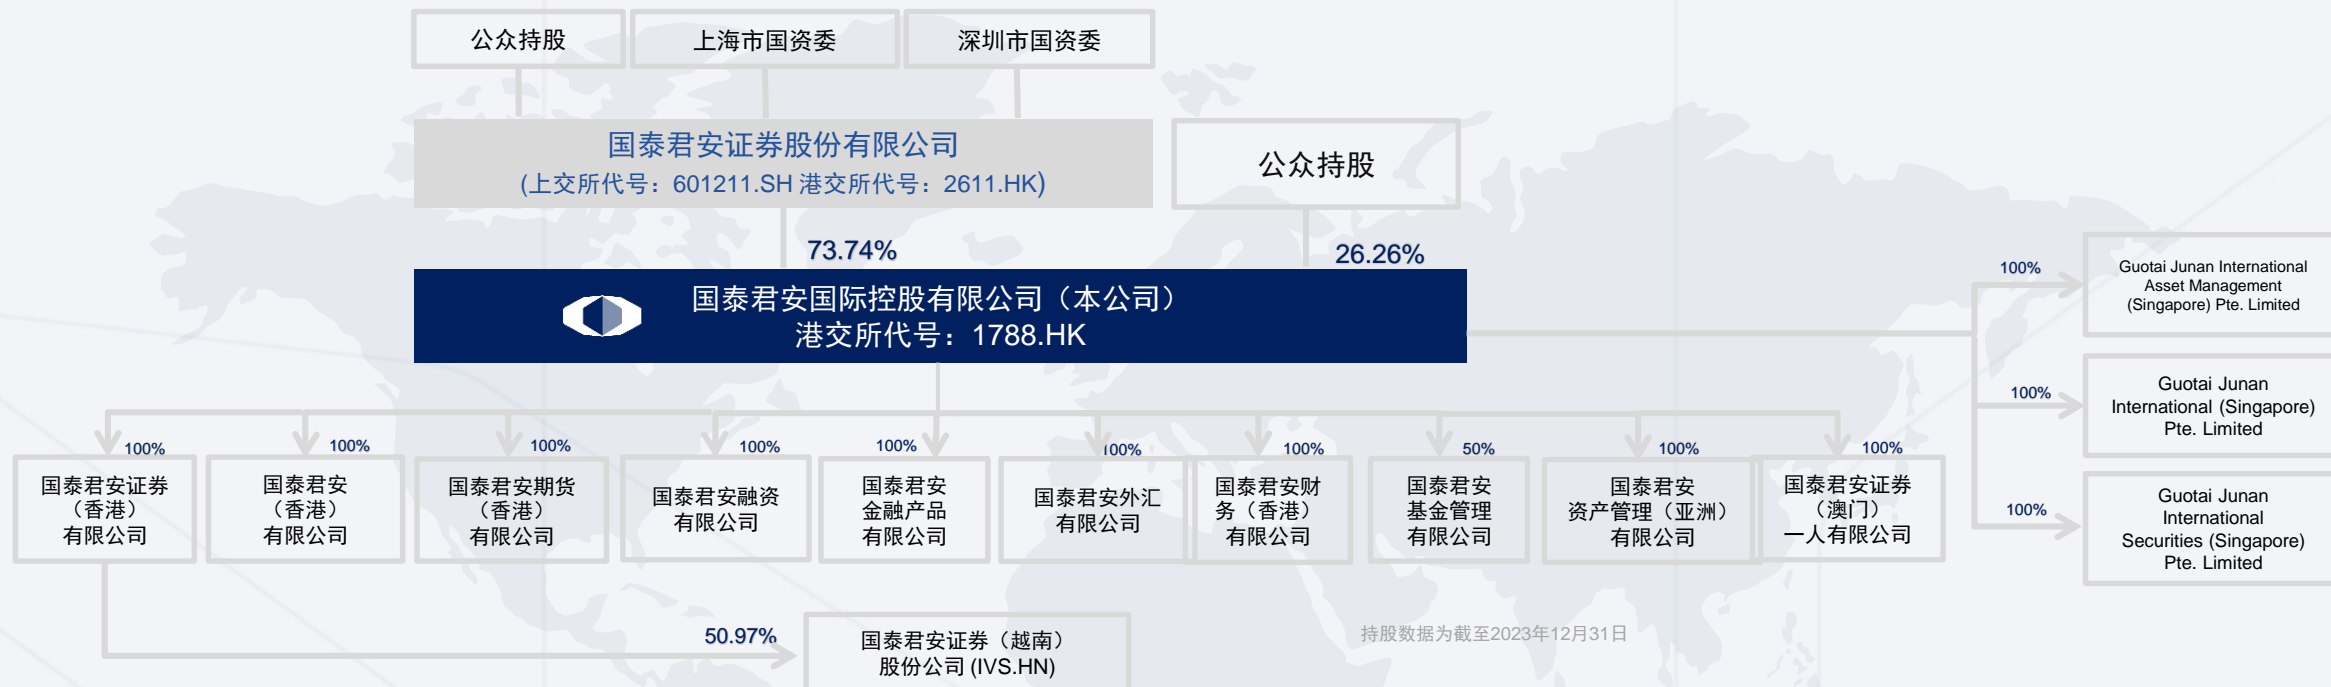 公众持股
上海市国资委
深圳市国资委
国泰君安证券股份有限公司
(上交所代号：601211.SH 港交所代号：2611.HK)
公众持股
73.74%
26.26%
国泰君安国际控股有限公司（本公司）
港交所代号：1788.HK
100%
Guotai Junan International
Asset Management
(Singapore) Pte. Limited
100%
Guotai Junan
International (Singapore)
Pte. Limited
100%
Guotai Junan
International
Securities (Singapore)
Pte. Limited
100%
国泰君安证券
（香港）
有限公司
100%
国泰君安
（香港）
有限公司
100%
国泰君安期货
（香港）
有限公司
100%
国泰君安融资
有限公司
100%
国泰君安
金融产品
有限公司
100%
国泰君安外汇
有限公司
100%
国泰君安财
务（香港）
有限公司
50%
国泰君安
基金管理
有限公司
100%
国泰君安
资产管理（亚洲）
有限公司
100%
国泰君安证券
（澳门）
一人有限公司
50.97%
国泰君安证券（越南）
股份公司 (IVS.HN)
持股数据为截至2023年12月31日